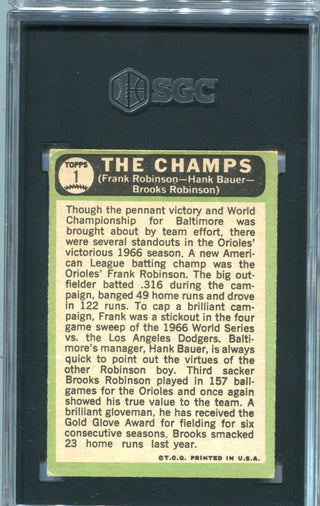 SGC
TOPPS
1
THE CHAMPS
(Frank Robinson—Hank Bauer—
Brooks Robinson)
Though the pennant victory and World
Championship for Baltimore was
brought about by team effort, there
were several standouts in the Orioles'
victorious 1966 season. A new Ameri-
can League batting champ was the
Orioles' Frank Robinson. The big out-
fielder batted .316 during the cam-
paign, banged 49 home runs and drove
in 122 runs. To cap a brilliant cam-
paign, Frank was a stickout in the four
game sweep of the 1966 World Series
vs. the Los Angeles Dodgers. Balti-
more's manager, Hank Bauer, is always
quick to point out the virtues of the
other Robinson boy. Third sacker
Brooks Robinson played in 157 ball-
games for the Orioles and once again
showed his true value to the team. A
brilliant gloveman, he has received the
Gold Glove Award for fielding for six
consecutive seasons. Brooks smacked
23 home runs last year.
©T.C.G. PRINTED IN U.S.A.